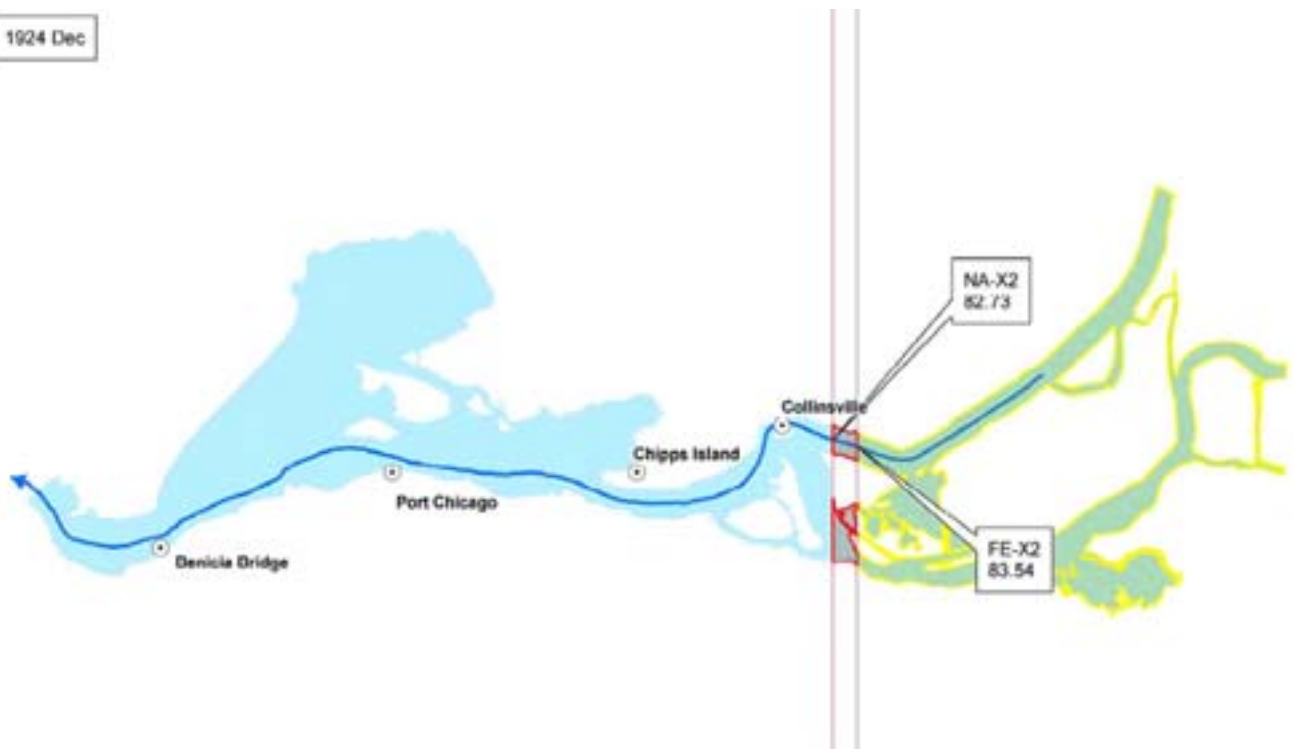 1924 Dec
NA-X2
82.73
Collinsville
Chipps Island
Port Chicago
FE-X2
83.54
Benicia Bridge